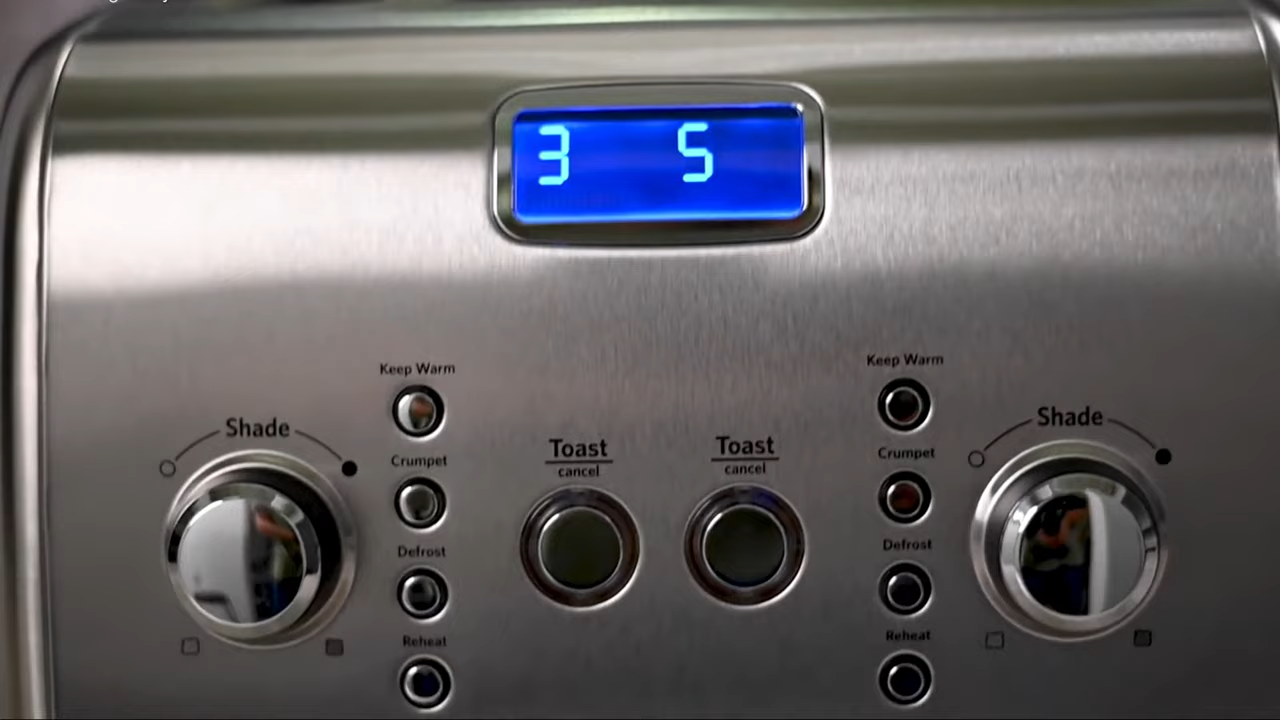 3 5
Keep Warm
Shade
Crumpet
Toast
cancel
Defrost
Reheat
Toast
cancel
Keep Warm
Shade
Crumpet
Defrost
Reheat